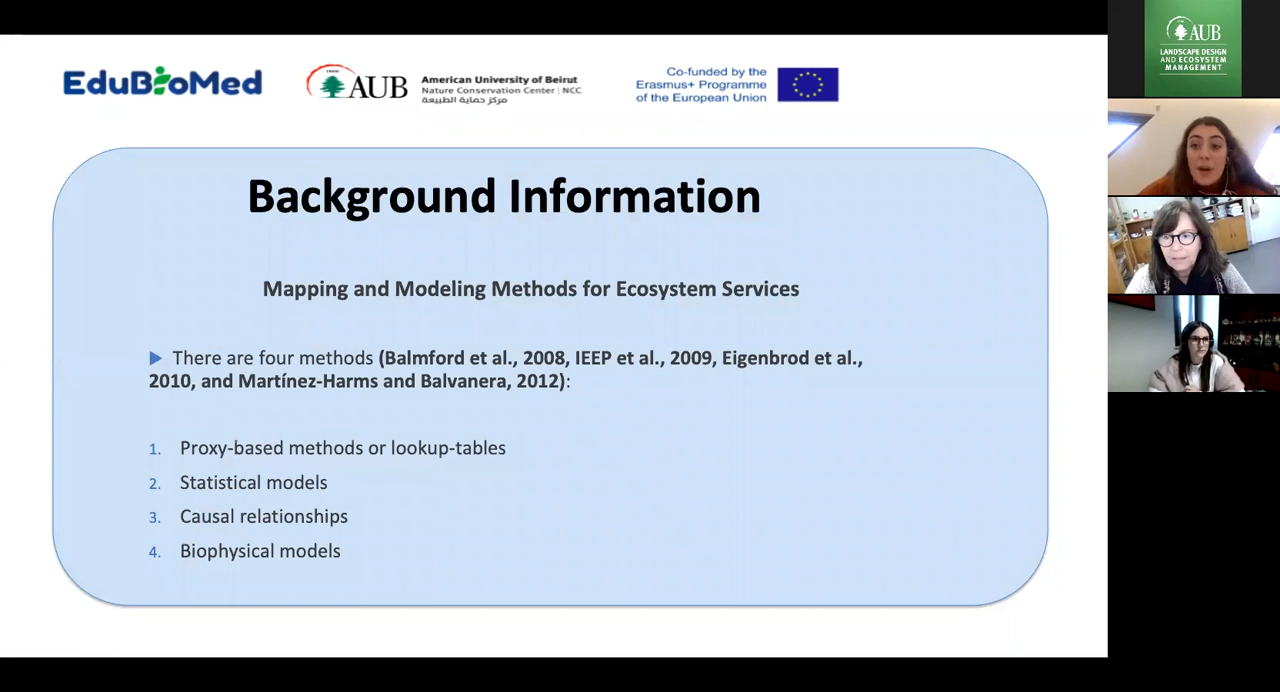 EduBioMed
AUB
American University of Beirut
Nature Conservation Center | NCC
مركز حماية الطبيعة
Co-funded by the
Erasmus+ Programme
of the European Union
Background Information
Mapping and Modeling Methods for Ecosystem Services
There are four methods (Balmford et al., 2008, IEEP et al., 2009, Eigenbrod et al.,
2010, and Martínez-Harms and Balvanera, 2012):
1. Proxy-based methods or lookup-tables
2. Statistical models
3. Causal relationships
4. Biophysical models
AUB
LANDSCAPE DESIGN
AND ECOSYSTEM
MANAGEMENT